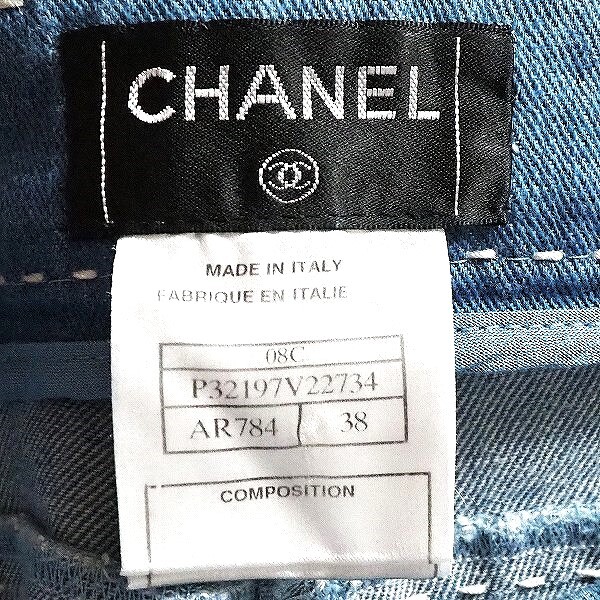 CHANEL
MADE IN ITALY
FABRIQUE EN ITALIE
08C
P32197V22734
AR784 38
COMPOSITION